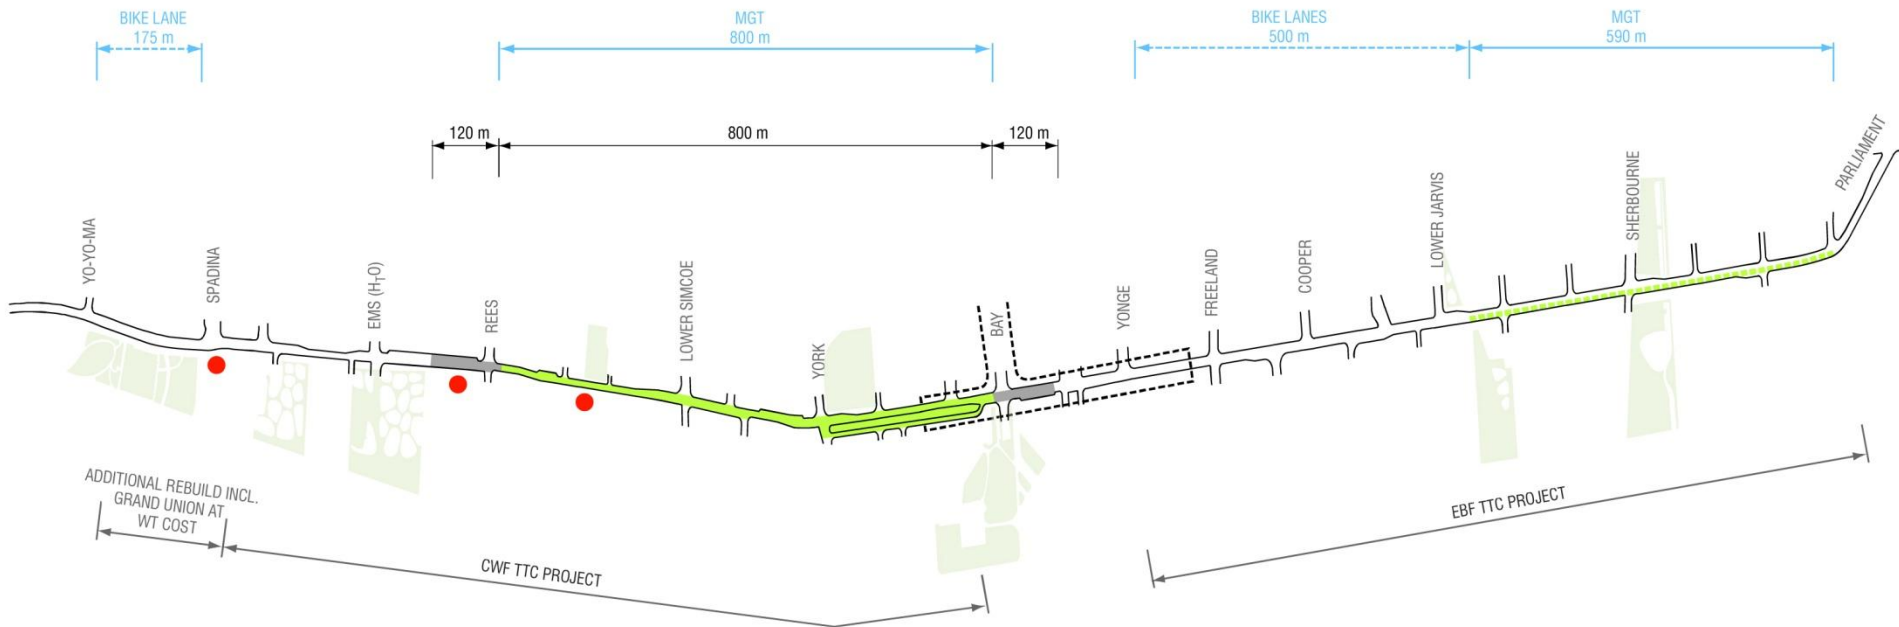 BIKE LANE
175 m
MGT
800 m
BIKE LANES
500 m
MGT
590 m
120 m
800 m
120 m
YO-YO-MA
SPADINA
EMS (HTO)
REES
LOWER SIMCOE
YORK
BAY
YONGE
FREELAND
COOPER
LOWER JARVIS
SHERBOURNE
PARLIAMENT
ADDITIONAL REBUILD INCL.
GRAND UNION AT
WT COST
CWF TTC PROJECT
EBF TTC PROJECT